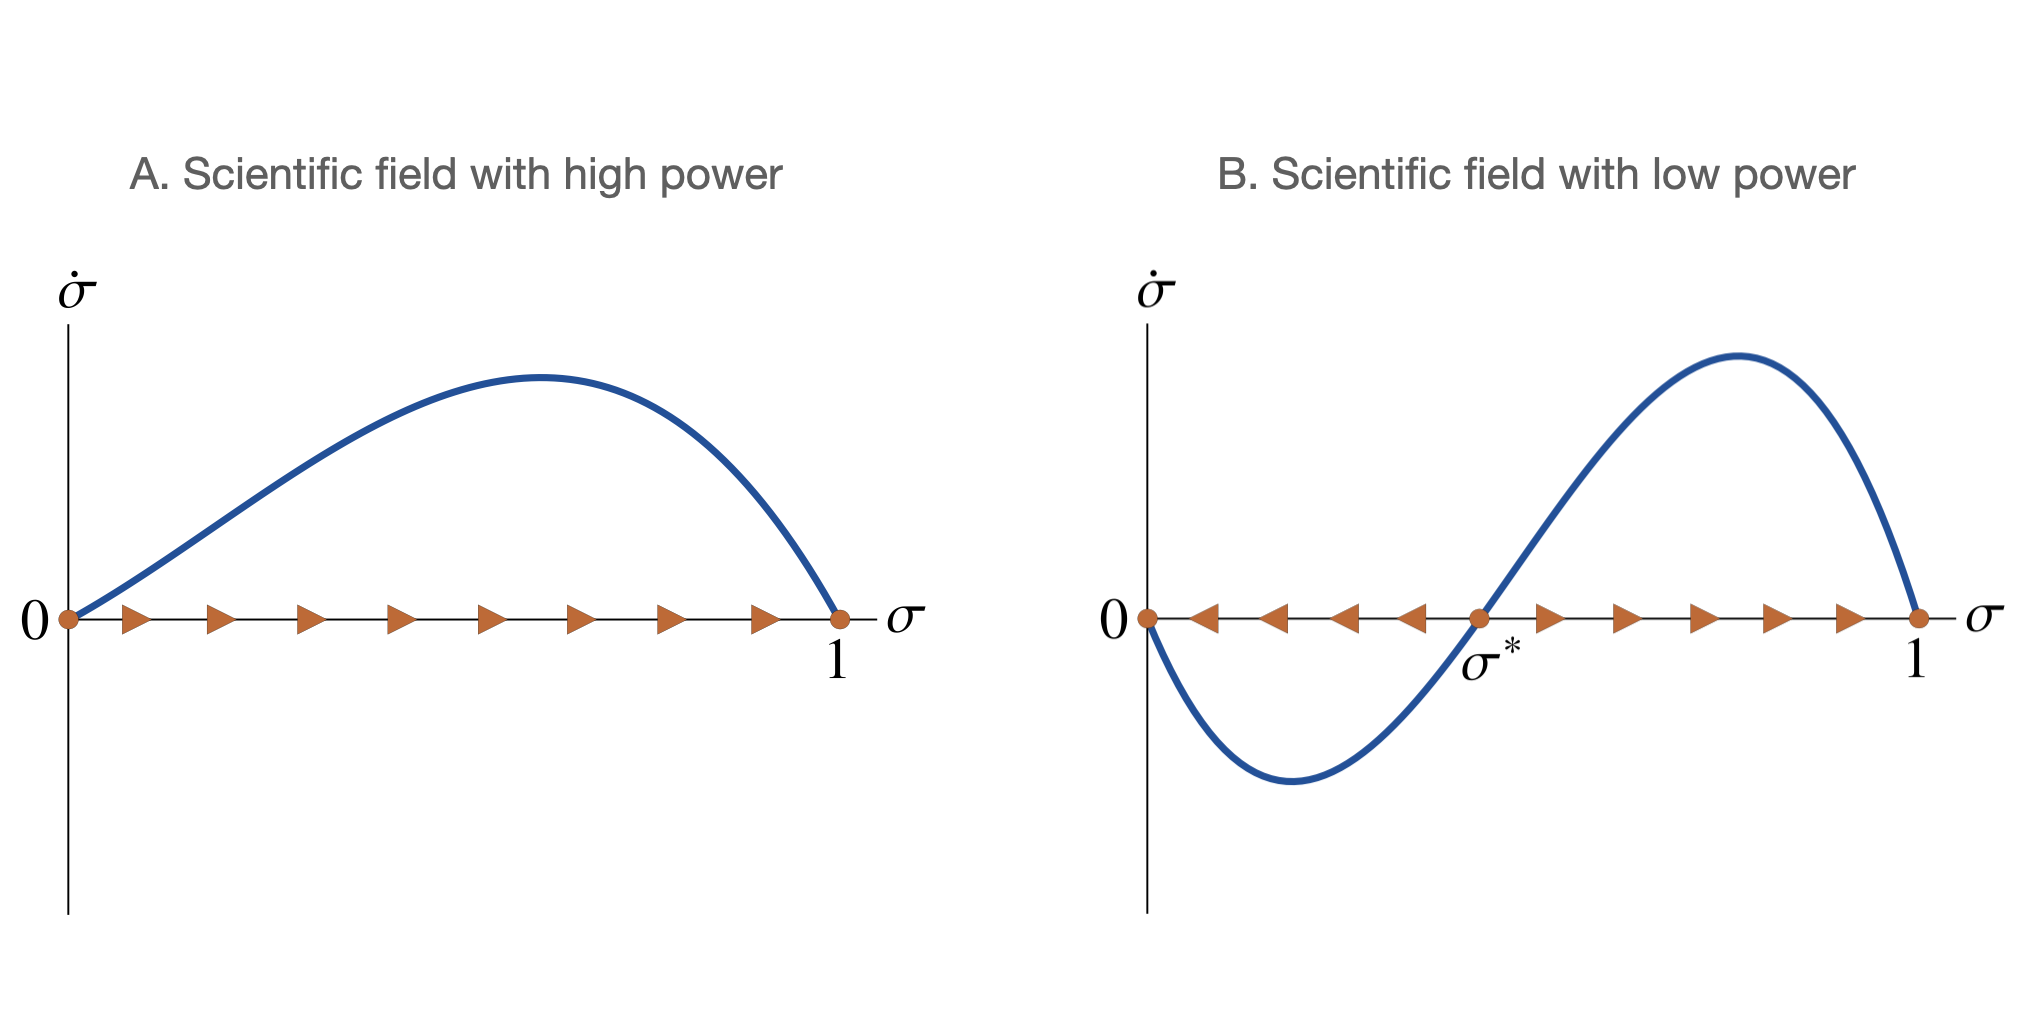 A. Scientific field with high power
σ̇
0
σ
1
B. Scientific field with low power
σ̇
0
σ*
σ
1